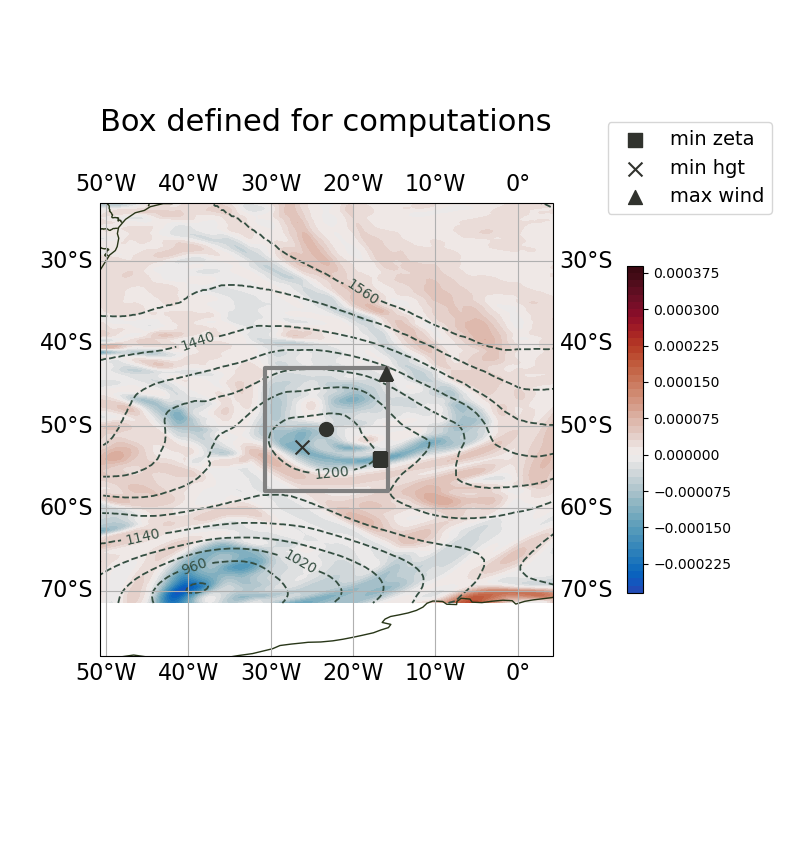 Box defined for computations
min zeta
min hgt
max wind
50°W 40°W 30°W 20°W 10°W 0°
30°S 30°S
40°S 40°S
50°S 50°S
60°S 60°S
70°S 70°S
1560
1440
1200
1140
1020
960
50°W 40°W 30°W 20°W 10°W 0°
0.000375
0.000300
0.000225
0.000150
0.000075
0.000000
−0.000075
−0.000150
−0.000225